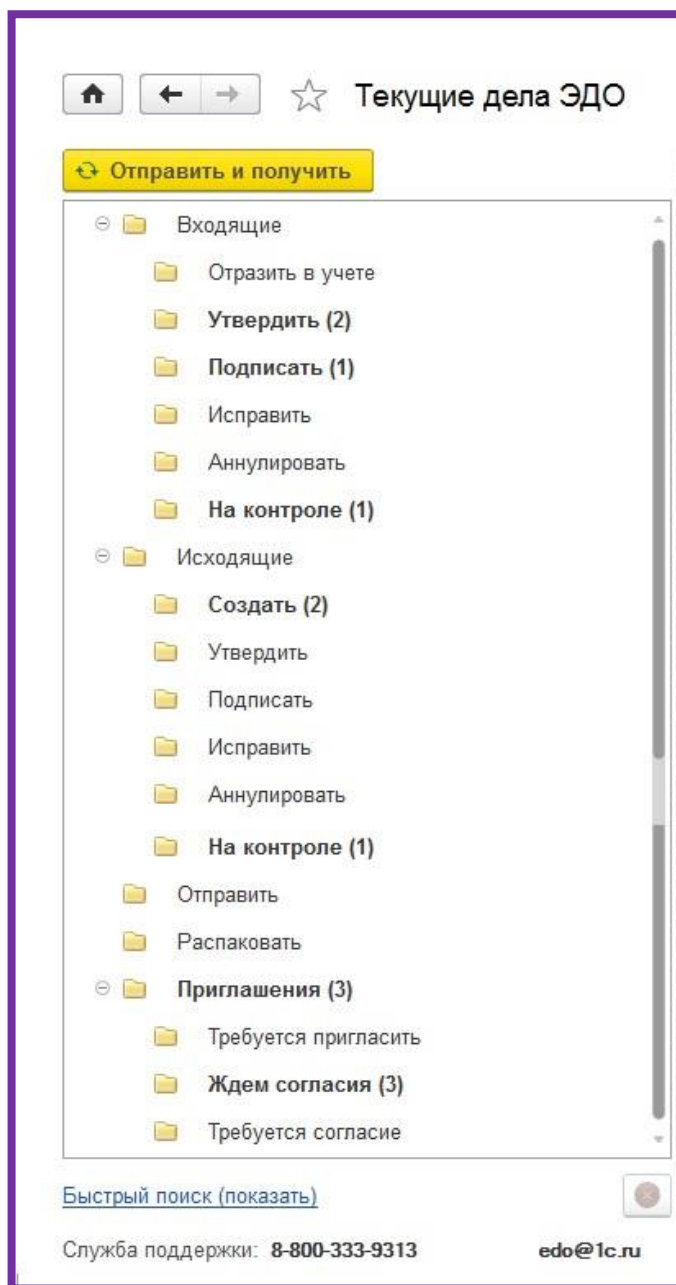 Текущие дела ЭДО
Отправить и получить
Входящие
Отразить в учете
Утвердить (2)
Подписать (1)
Исправить
Аннулировать
На контроле (1)
Исходящие
Создать (2)
Утвердить
Подписать
Исправить
Аннулировать
На контроле (1)
Отправить
Распаковать
Приглашения (3)
Требуется пригласить
Ждем согласия (3)
Требуется согласие
Быстрый поиск (показать)
Служба поддержки: 8-800-333-9313 edo@1c.ru